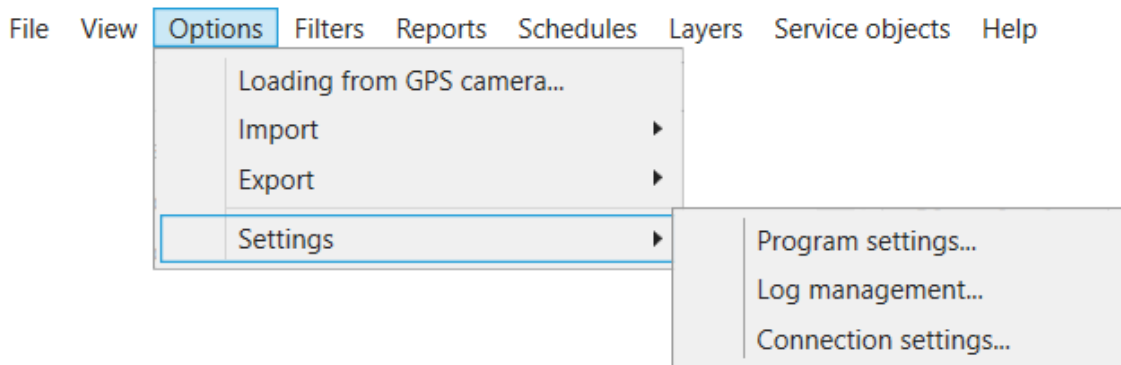 File View Options Filters Reports Schedules Layers Service objects Help
Loading from GPS camera...
Import
Export
Settings
Program settings...
Log management...
Connection settings...